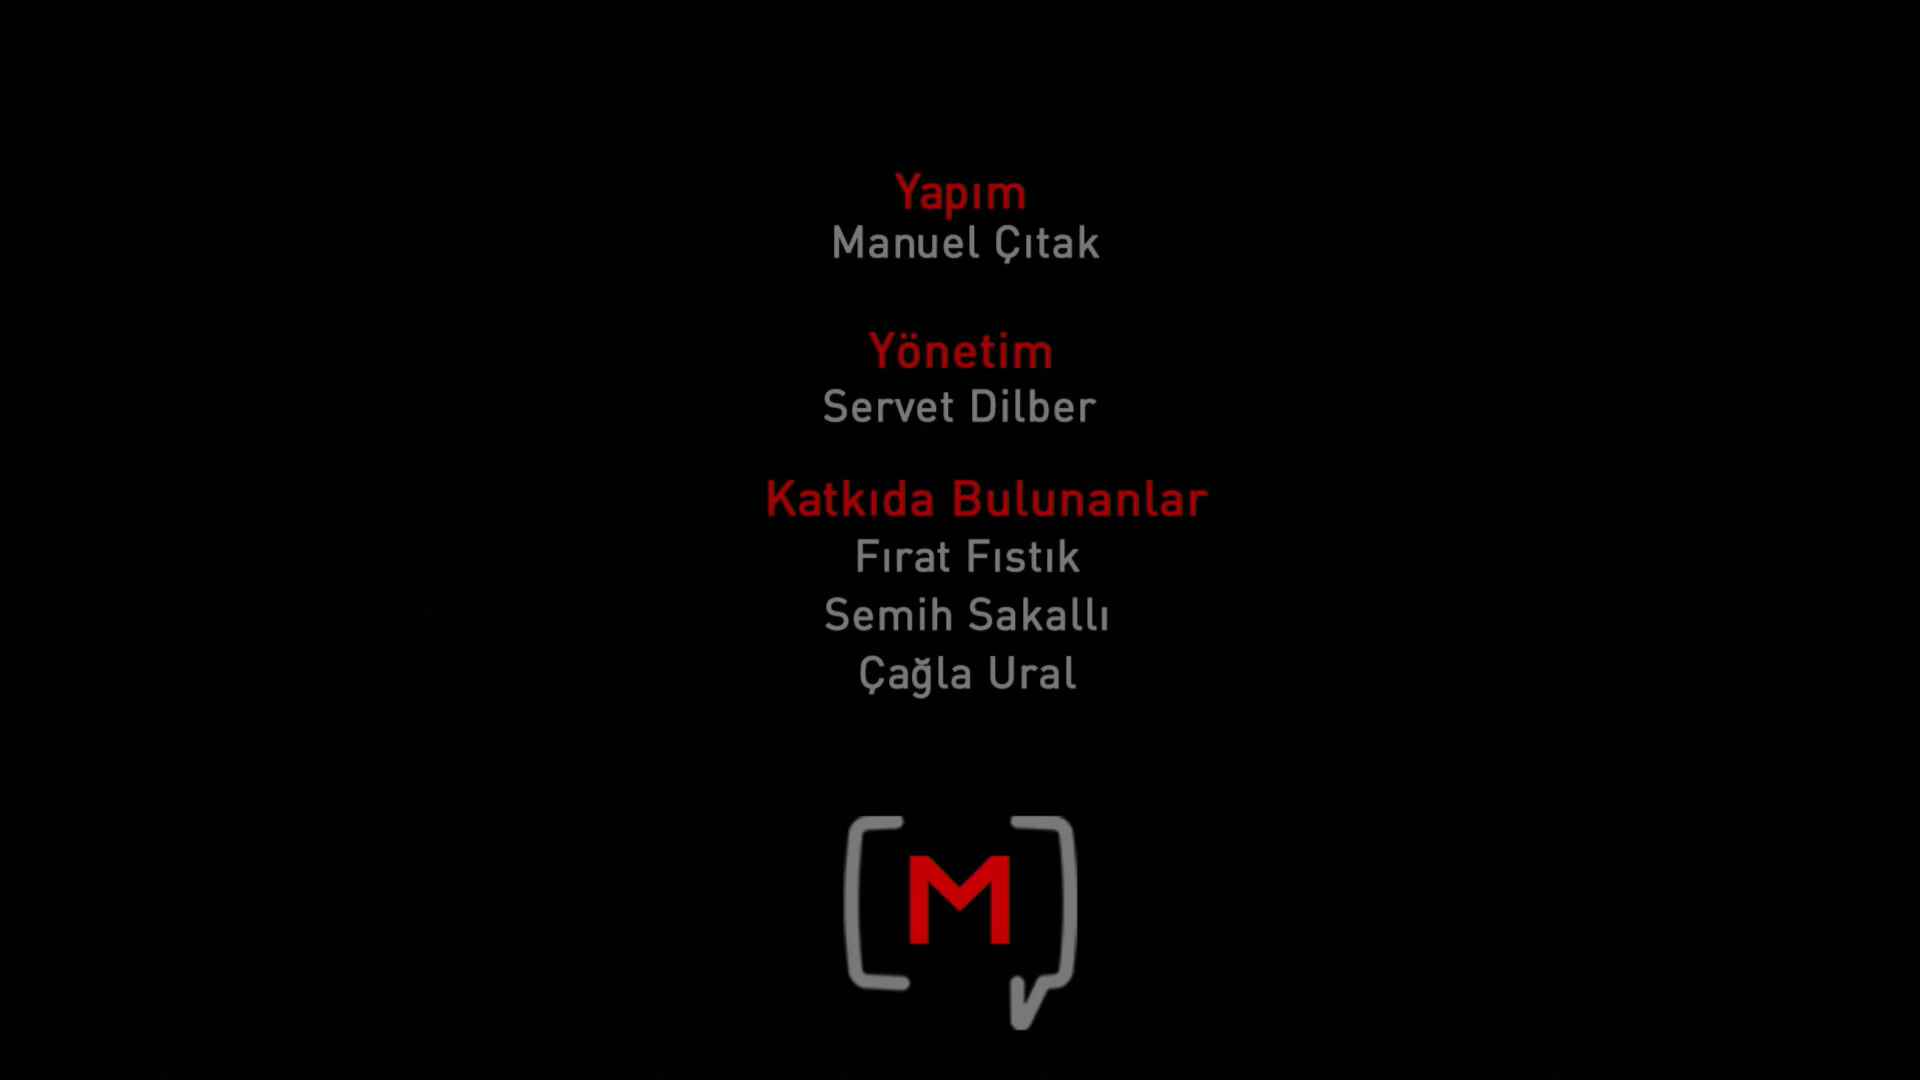 Yapım
Manuel Çıtak
Yönetim
Servet Dilber
Katkıda Bulunanlar
Fırat Fıstık
Semih Sakallı
Çağla Ural
M